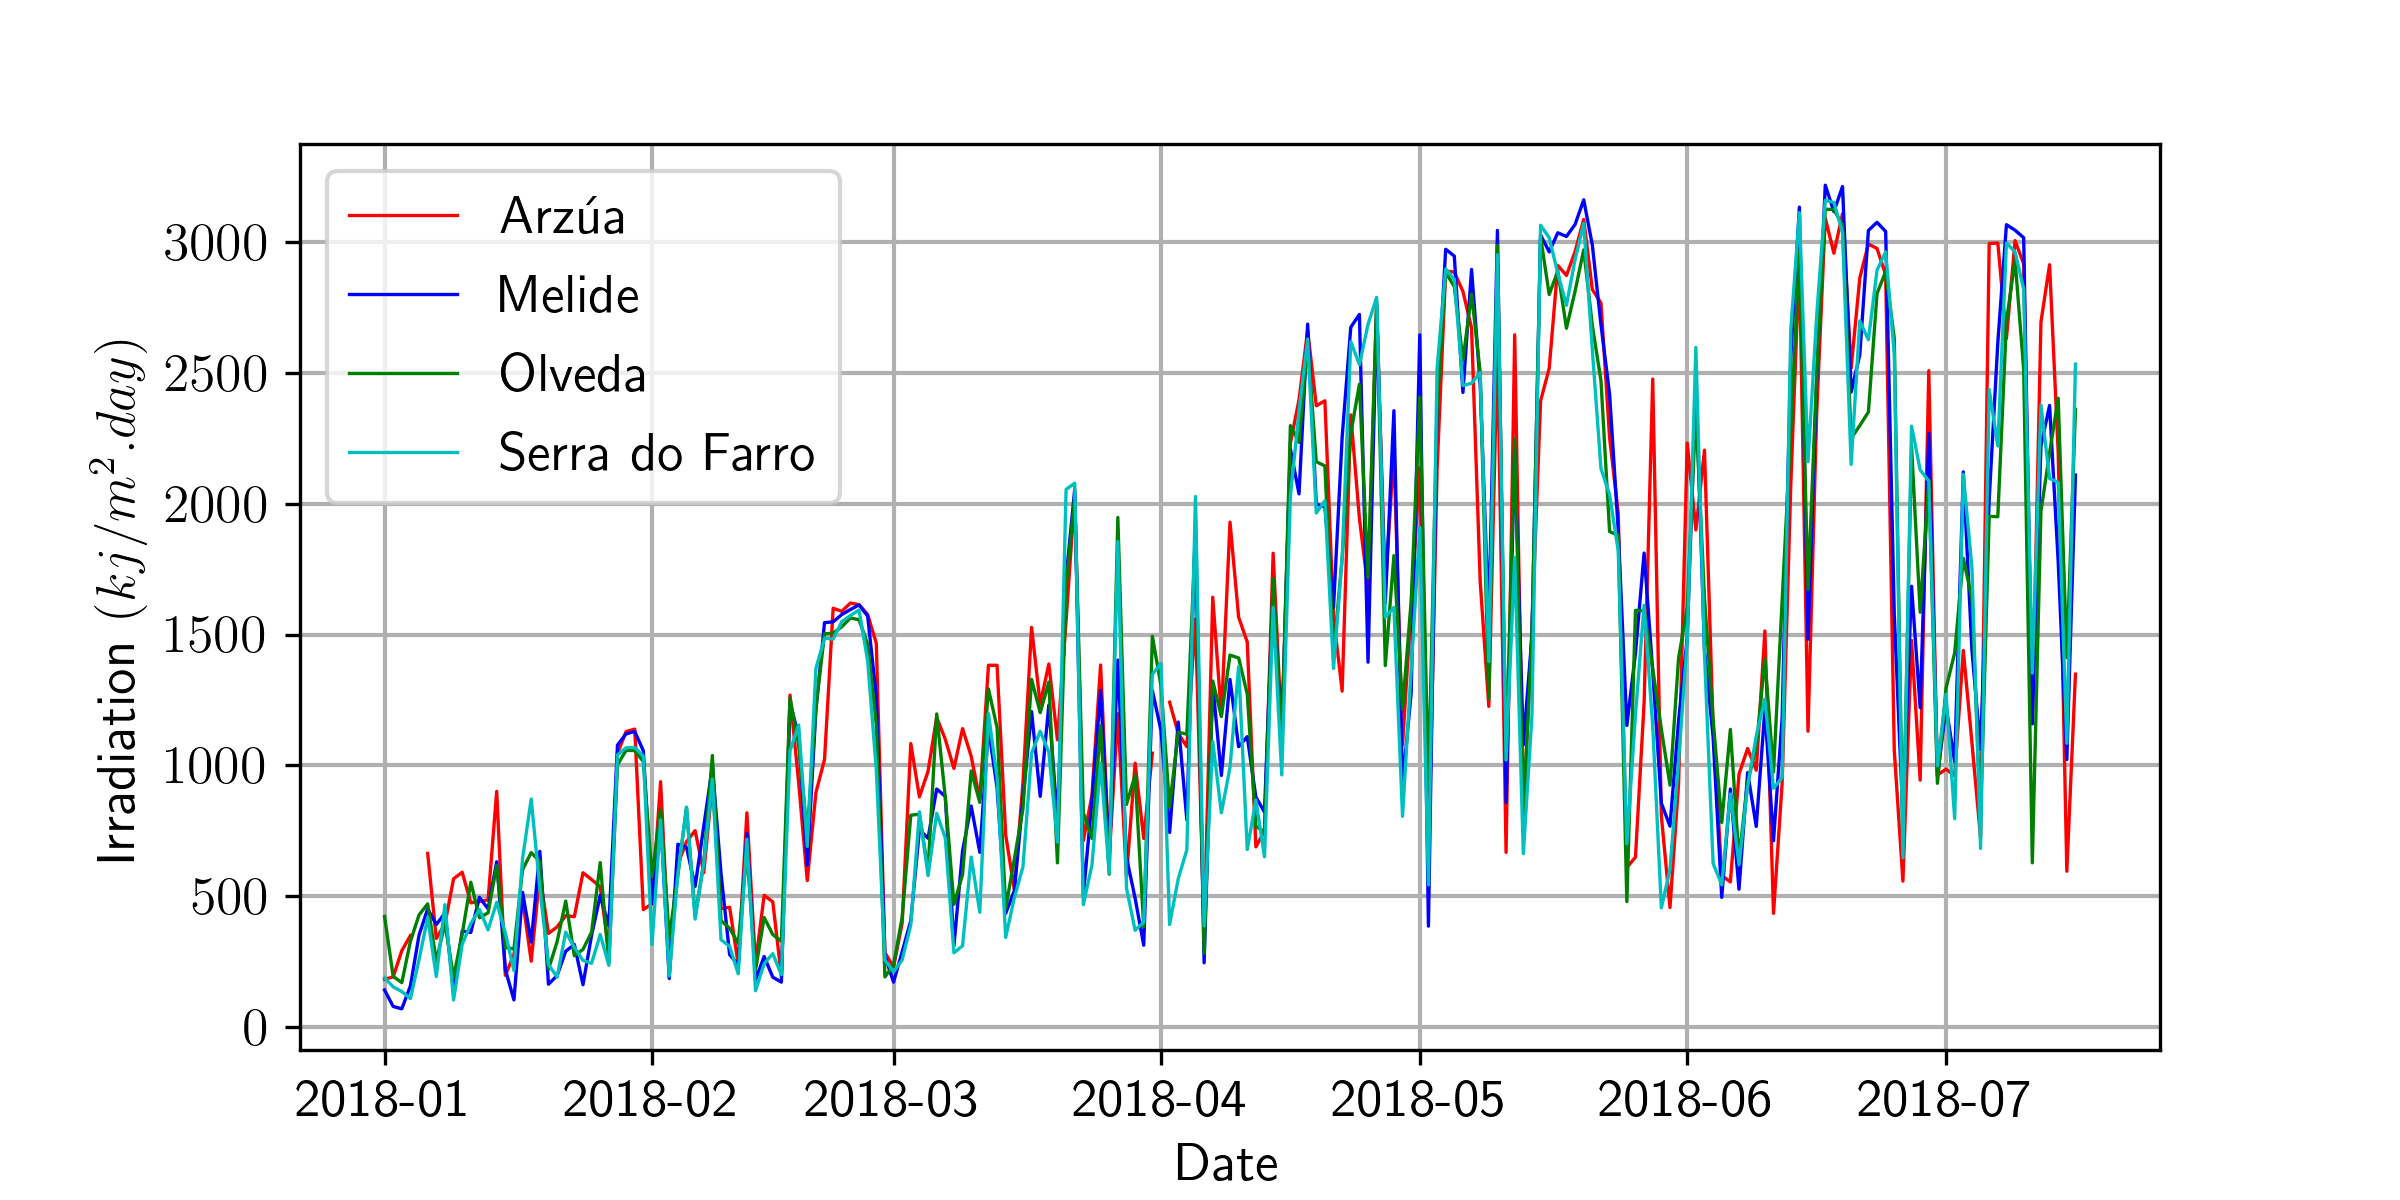 Arzúa
Melide
Olveda
Serra do Farro
3000
2500
2000
1500
1000
500
0
Irradiation (kj/m².day)
2018-01 2018-02 2018-03 2018-04 2018-05 2018-06 2018-07
Date